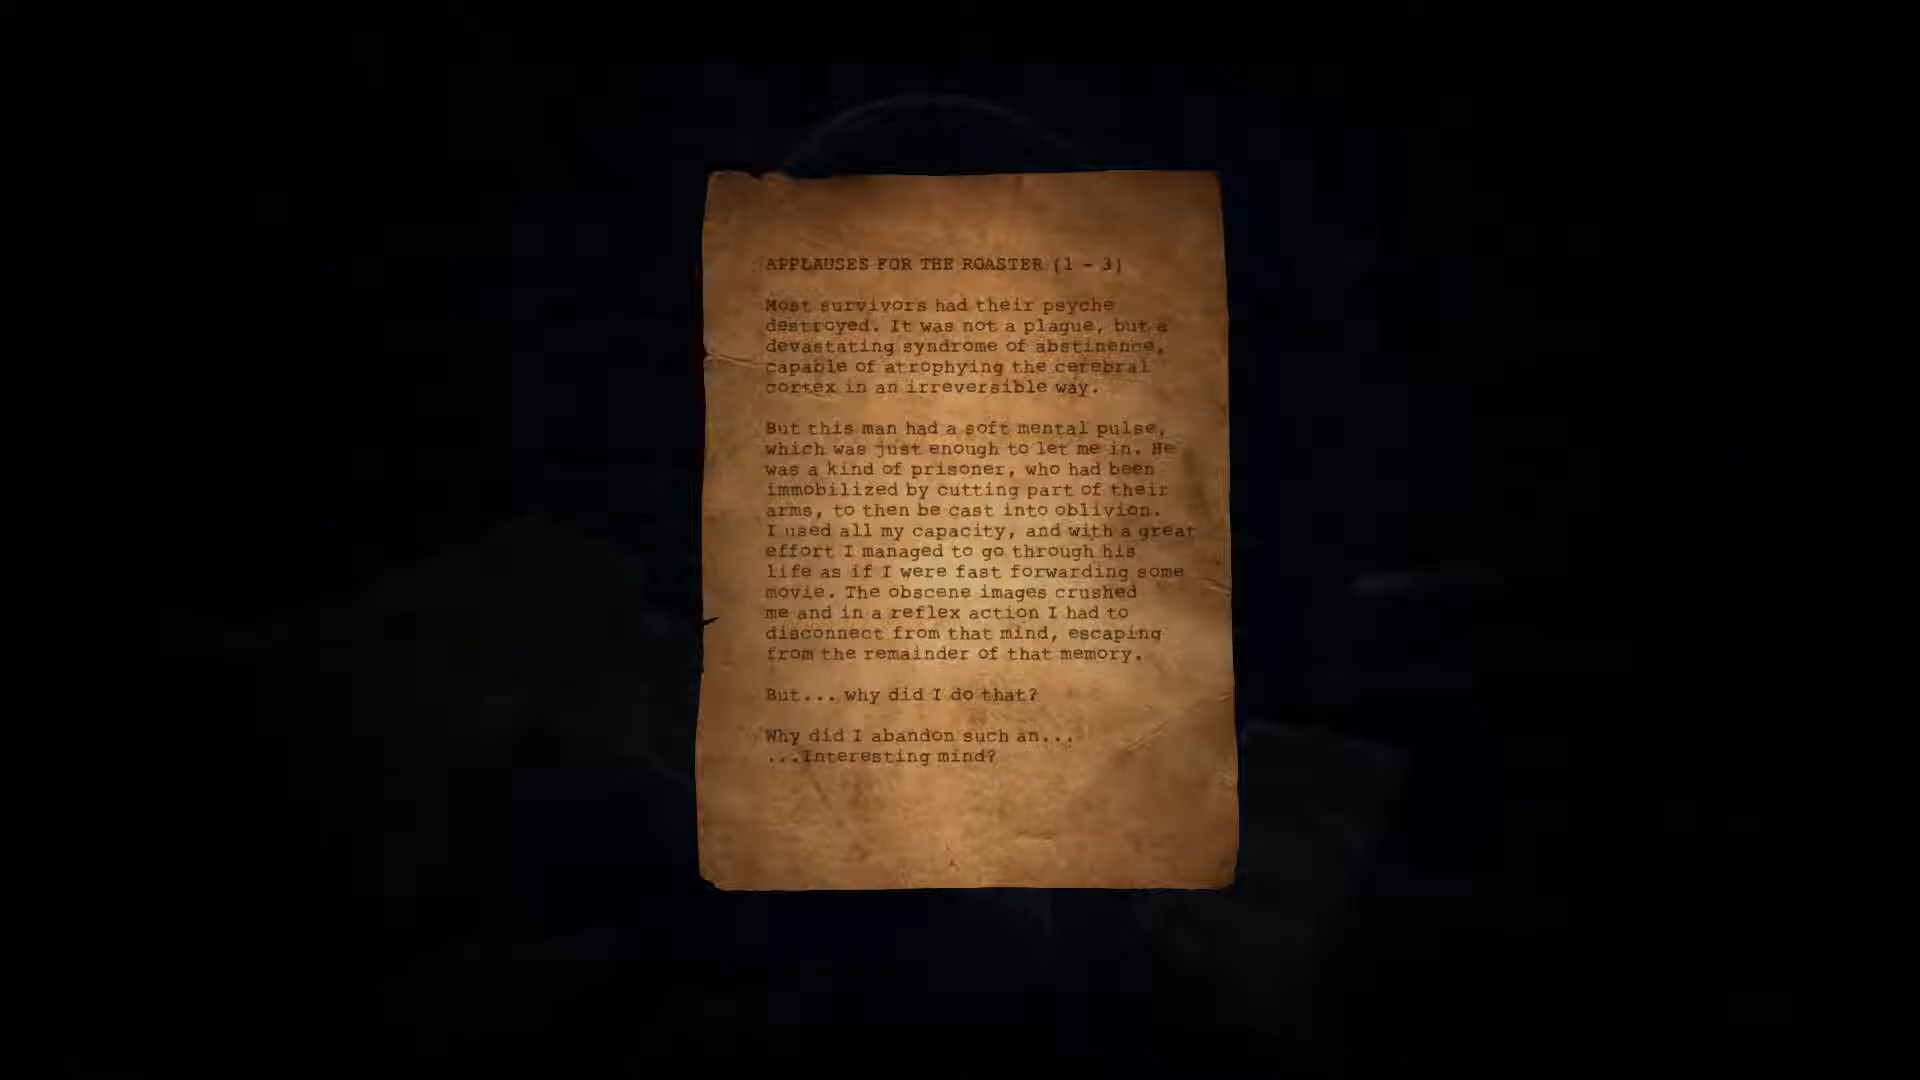 APPLAUSES FOR THE ROASTER (1 - 3)
Most survivors had their psyche
destroyed. It was not a plague, but a
devastating syndrome of abstinence,
capable of atrophying the cerebral
cortex in an irreversible way.
But this man had a soft mental pulse,
which was just enough to let me in. He
was a kind of prisoner, who had been
immobilized by cutting part of their
arms, to then be cast into oblivion.
I used all my capacity, and with a great
effort I managed to go through his
life as if I were fast forwarding some
movie. The obscene images crushed
me and in a reflex action I had to
disconnect from that mind, escaping
from the remainder of that memory.
But... why did I do that?
Why did I abandon such an...
...Interesting mind?